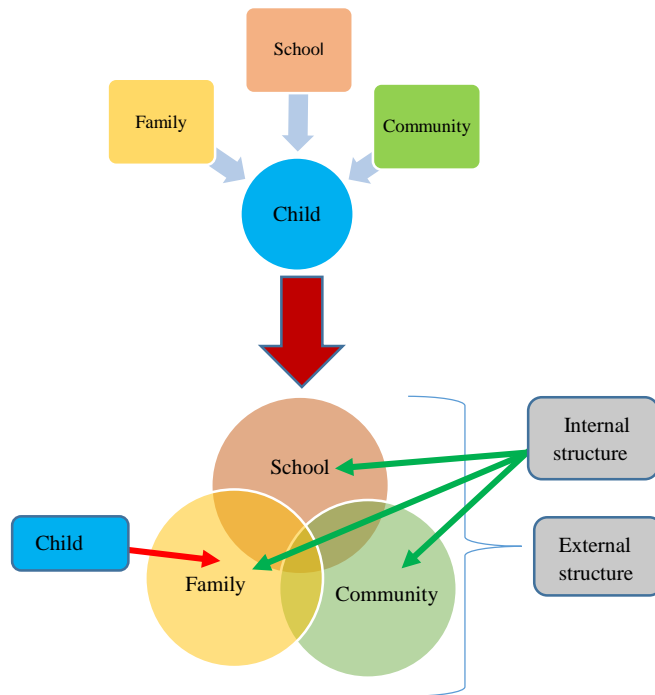 School
Family
Community
Child
School
Internal
structure
Child
Family
Community
External
structure